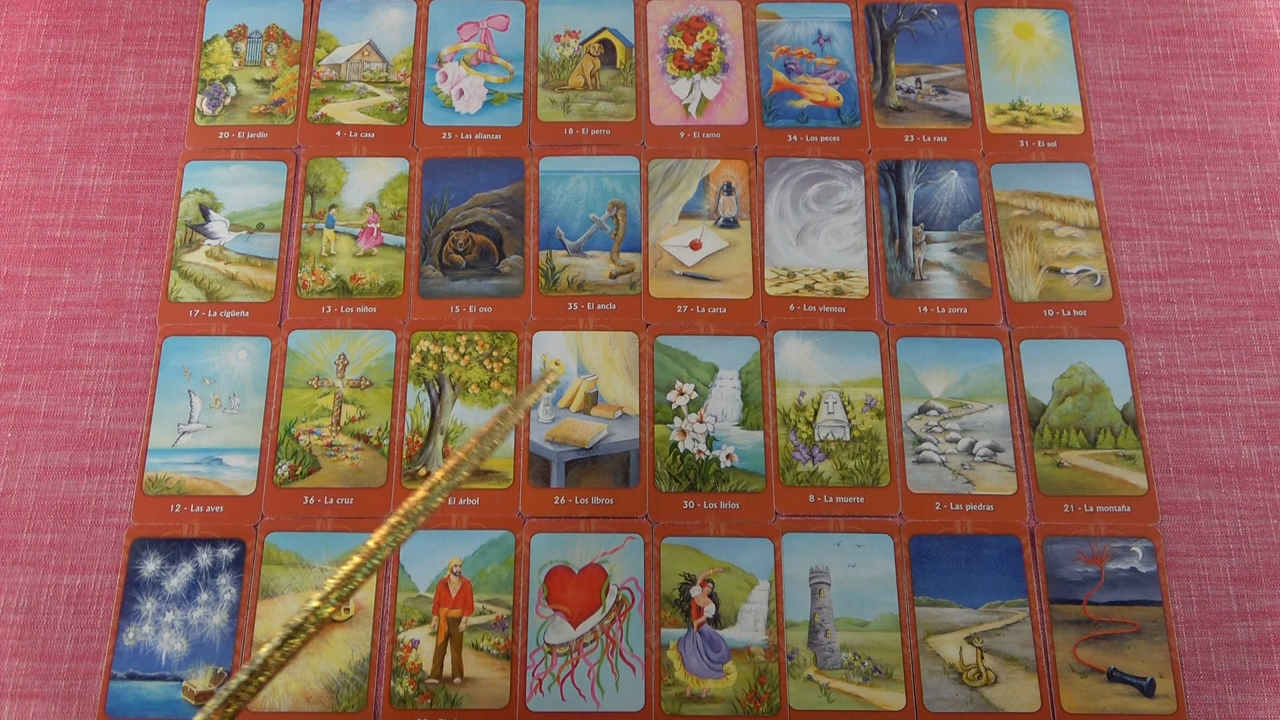 20 - El jardín
4 - La casa
25 - Las alianzas
18 - El perro
9 - El ramo
34 - Los peces
23 - La rata
31 - El sol
17 - La cigüeña
13 - Los niños
15 - El oso
35 - El ancla
27 - La carta
6 - Los vientos
14 - La zorra
10 - La hoz
12 - Las aves
36 - La cruz
El árbol
26 - Los libros
30 - Los lirios
8 - La muerte
2 - Las piedras
21 - La montaña